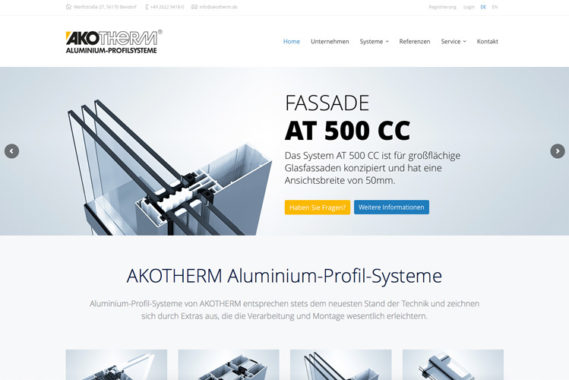 Werftstraße 27, 56170 Bendorf
+49 2622 9418-0
info@akotherm.de
Registrierung
Login
DE
EN
AKOTHERM®
ALUMINIUM-PROFILSYSTEME
Home
Unternehmen
Systeme
Referenzen
Service
Kontakt
FASSADE
AT 500 CC
Das System AT 500 CC ist für großflächige
Glasfassaden konzipiert und hat eine
Ansichtsbreite von 50mm.
Haben Sie Fragen?
Weitere Informationen
AKOTHERM Aluminium-Profil-Systeme
Aluminium-Profil-Systeme von AKOTHERM entsprechen stets dem neuesten Stand der Technik und zeichnen
sich durch Extras aus, die die Verarbeitung und Montage wesentlich erleichtern.